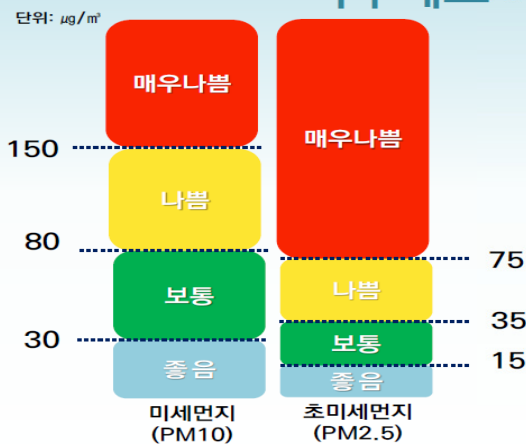 단위: ㎍/㎥
매우나쁨
매우나쁨
150
나쁨
80
75
나쁨
보통
35
30
보통
15
좋음
좋음
미세먼지
(PM10)
초미세먼지
(PM2.5)